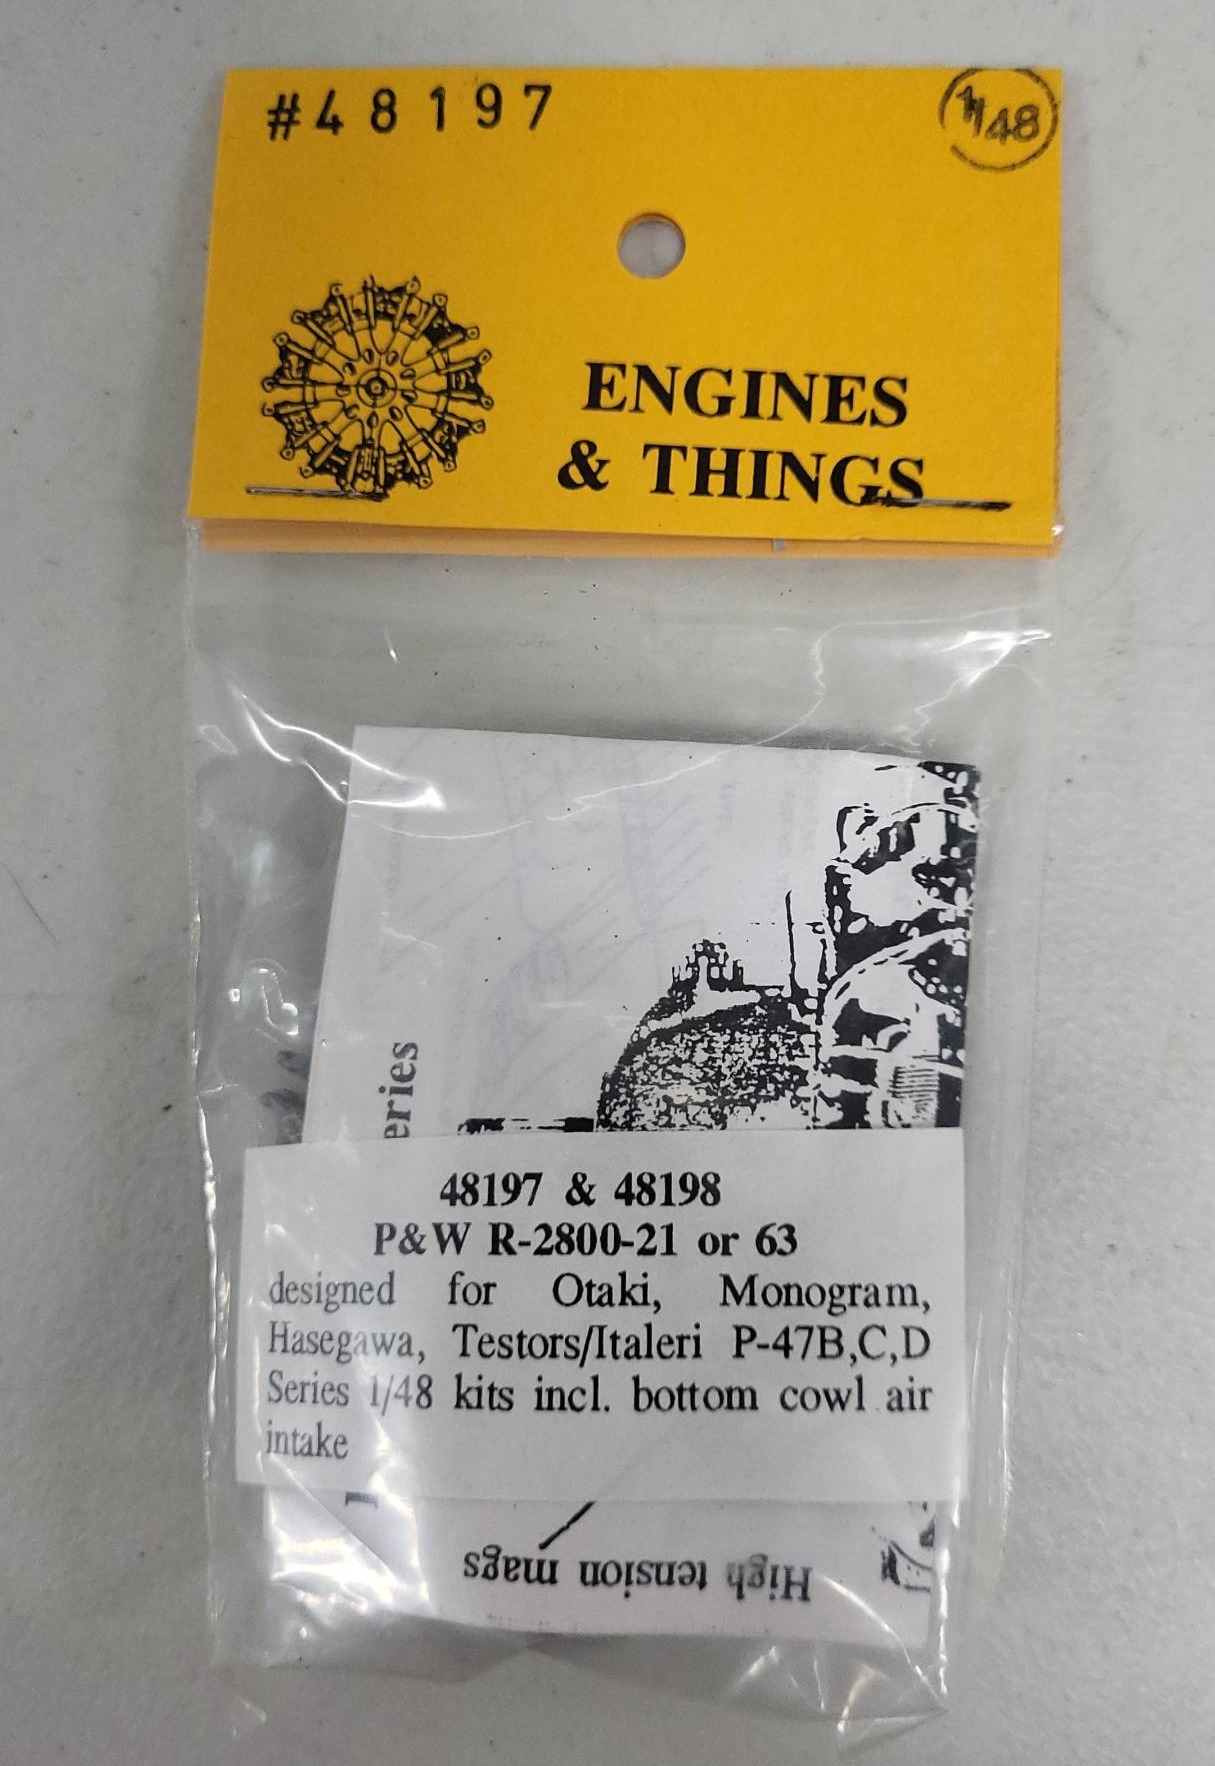 #48197
1/48
ENGINES
& THINGS
eries
48197 & 48198
P&W R-2800-21 or 63
designed for Otaki, Monogram,
Hasegawa, Testors/Italeri P-47B,C,D
Series 1/48 kits incl. bottom cowl air
intake
High tension mags